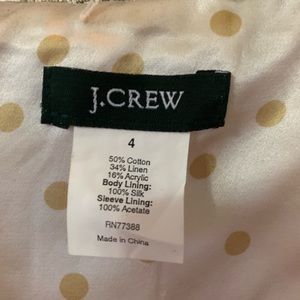 J.CREW
4
50% Cotton
34% Linen
16% Acrylic
Body Lining:
100% Silk
Sleeve Lining:
100% Acetate
RN77388
Made in China